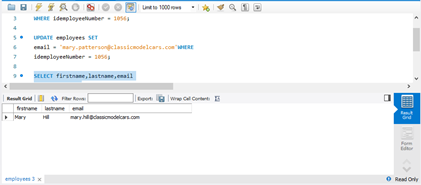 Limit to 1000 rows
3 WHERE idemployeeNumber = 1056;
4
5 UPDATE employees SET
6 email = 'mary.patterson@classicmodelcars.com'WHERE
7 idemployeeNumber = 1056;
8
9 SELECT firstname,lastname,email
Result Grid Filter Rows: Export: Wrap Cell Content:
firstname lastname email
Mary Hill mary.hill@classicmodelcars.com
Result Grid
Form Editor
employees 3 Read Only